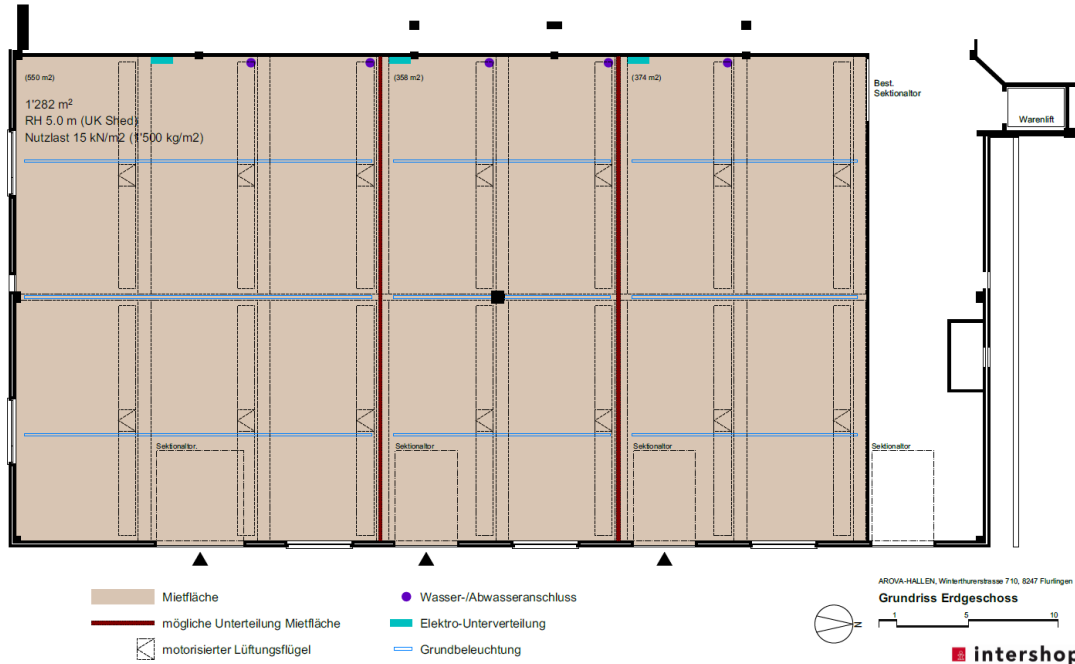 (550 m2)
(358 m2)
(374 m2)
1'282 m²
RH 5.0 m (UK Shed)
Nutzlast 15 kN/m2 (1'500 kg/m2)
Best.
Sektionaltor
Warenlift
Sektionaltor.
Sektionaltor
Sektionaltor
Sektionaltor
Mietfläche
mögliche Unterteilung Mietfläche
motorisierter Lüftungsflügel
Wasser-/Abwasseranschluss
Elektro-Unterverteilung
Grundbeleuchtung
N
AROVA-HALLEN, Winterthurerstrasse 710, 8247 Flurlingen
Grundriss Erdgeschoss
1 5 10
intershop